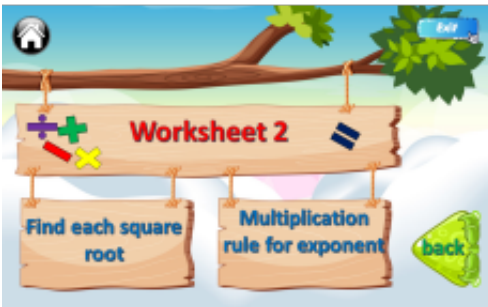 Exit
Worksheet 2
Find each square
root
Multiplication
rule for exponent
back